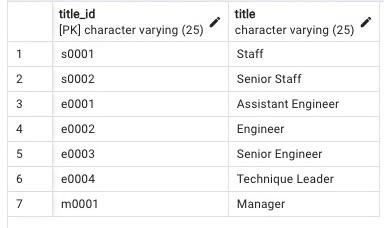 title_id title
[PK] character varying (25) character varying (25)
1 s0001 Staff
2 s0002 Senior Staff
3 e0001 Assistant Engineer
4 e0002 Engineer
5 e0003 Senior Engineer
6 e0004 Technique Leader
7 m0001 Manager